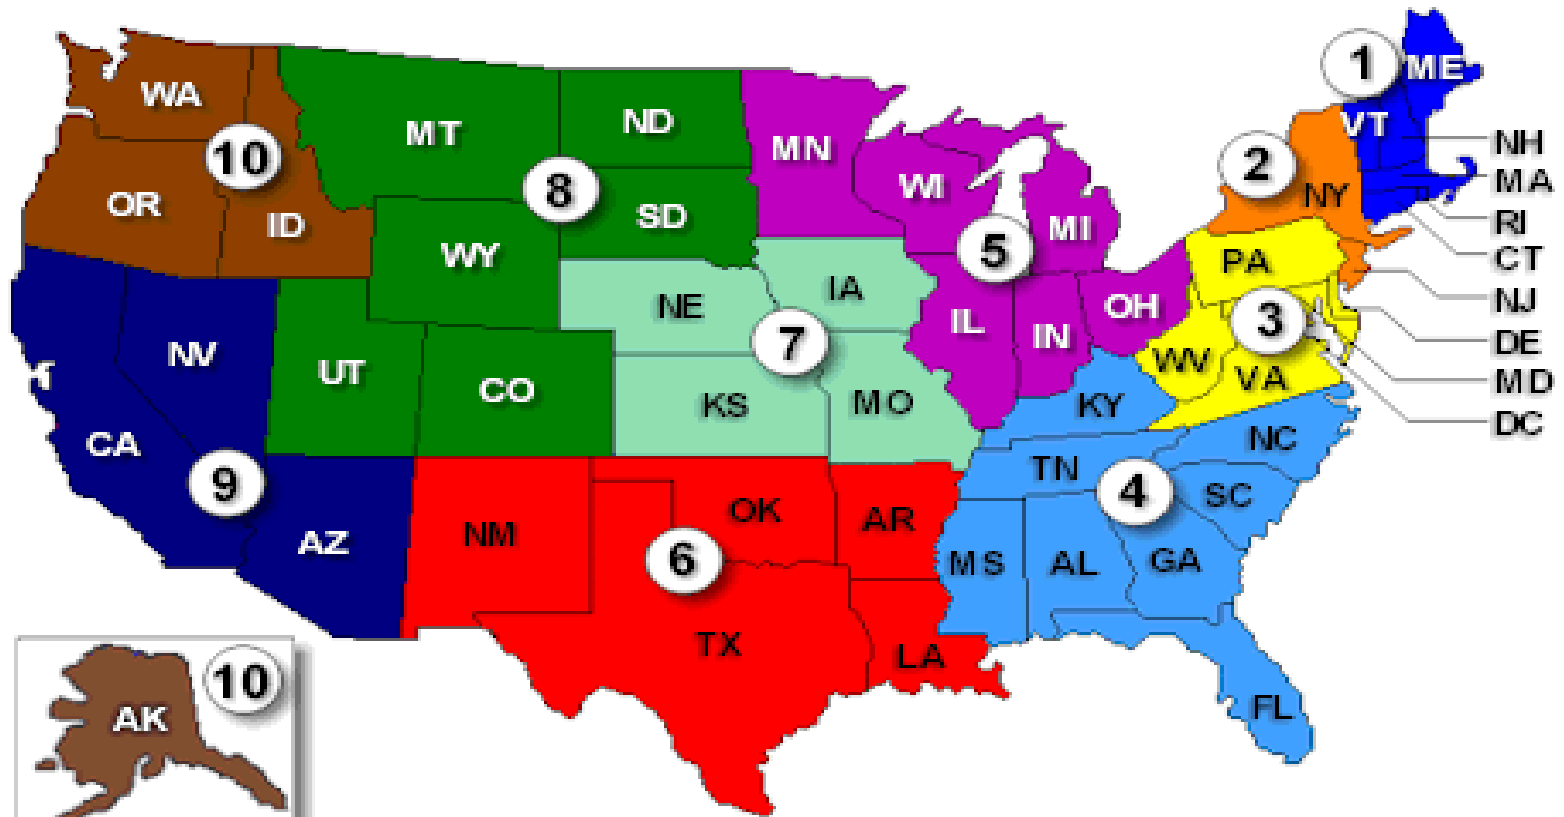 1
ME
WA
MT
ND
MN
VT
NH
10
2
MA
OR
ID
8
SD
WI
MI
NY
RI
WY
5
PA
CT
NE
IA
OH
NJ
NV
UT
CO
7
IL
IN
3
DE
WV
VA
MD
KS
MO
KY
DC
CA
9
TN
4
NC
SC
AZ
NM
OK
AR
6
MS
AL
GA
TX
LA
FL
AK
10